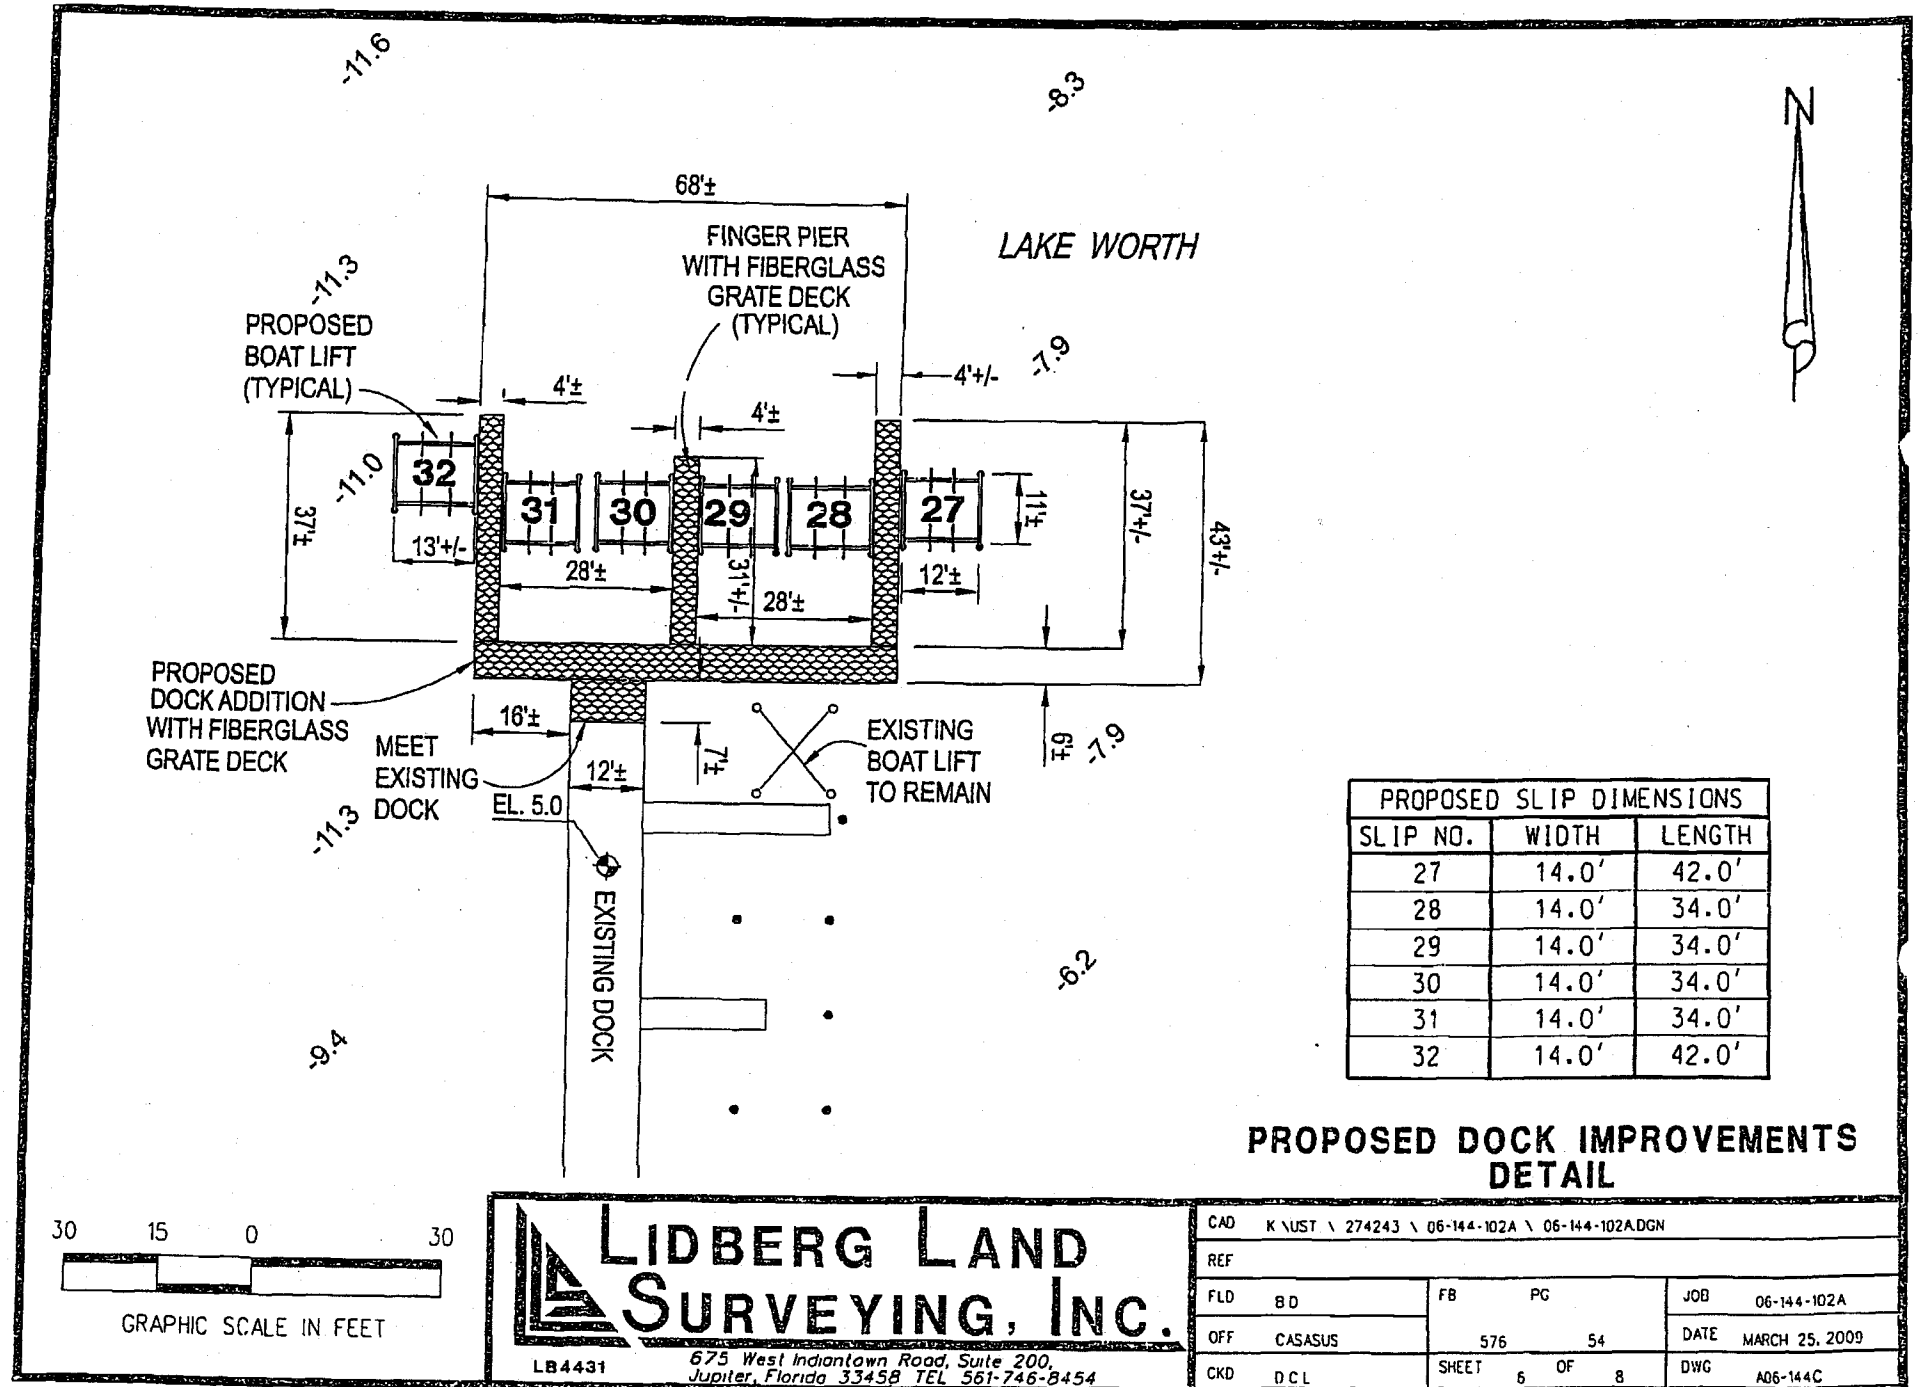 -11.6
-8.3
N
68'±
FINGER PIER
WITH FIBERGLASS
GRATE DECK
(TYPICAL)
LAKE WORTH
-11.3
PROPOSED
BOAT LIFT
(TYPICAL)
-7.9
4'±
4'±
4'+/-
-11.0
32
31
30
29
28
27
11'±
37'±
37'+/-
43'+/-
13'+/-
28'±
31'+/-
28'±
12'±
PROPOSED
DOCK ADDITION
WITH FIBERGLASS
GRATE DECK
16'±
MEET
EXISTING
DOCK
12'±
7'±
EXISTING
BOAT LIFT
TO REMAIN
6'±
-7.9
EL. 5.0
-11.3
EXISTING DOCK
-6.2
-9.4
PROPOSED SLIP DIMENSIONS
SLIP NO. WIDTH LENGTH
27 14.0' 42.0'
28 14.0' 34.0'
29 14.0' 34.0'
30 14.0' 34.0'
31 14.0' 34.0'
32 14.0' 42.0'
PROPOSED DOCK IMPROVEMENTS
DETAIL
30 15 0 30
GRAPHIC SCALE IN FEET
LIDBERG LAND
SURVEYING, INC.
LB4431
675 West Indiantown Road, Suite 200,
Jupiter, Florida 33458 TEL 561-746-8454
CAD K \UST \ 274243 \ 06-144-102A \ 06-144-102A.DGN
REF
FLD BD FB PG JOB 06-144-102A
OFF CASASUS 576 54 DATE MARCH 25, 2009
CKD DCL SHEET 6 OF 8 DWG A06-144C